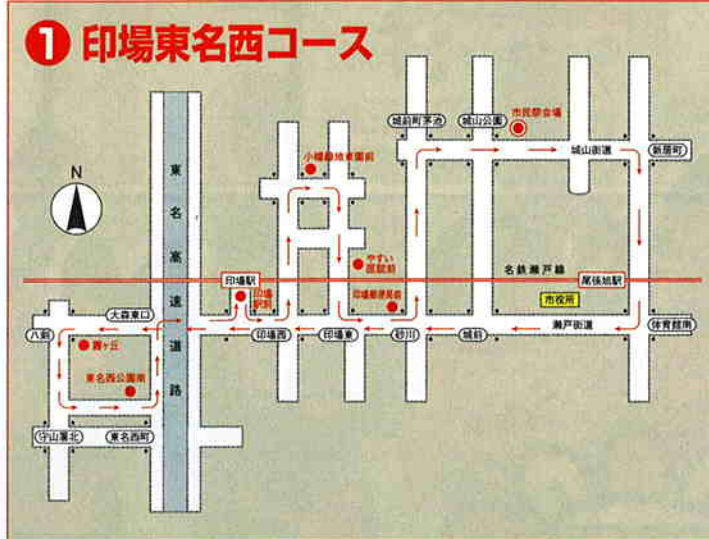 1 印場東名西コース
城前町茅池
城山公園
市民祭会場
小幡緑地東園前
城山街道
新居町
N
東名高速道路
やすい医院前
名鉄瀬戸線
印場駅
尾張旭駅
印場駅前
印場郵便局前
市役所
大森東口
八剱
印場西
印場東
砂川
城前
瀬戸街道
体育館南
霞ヶ丘
東名西公園南
守山署北
東名西町